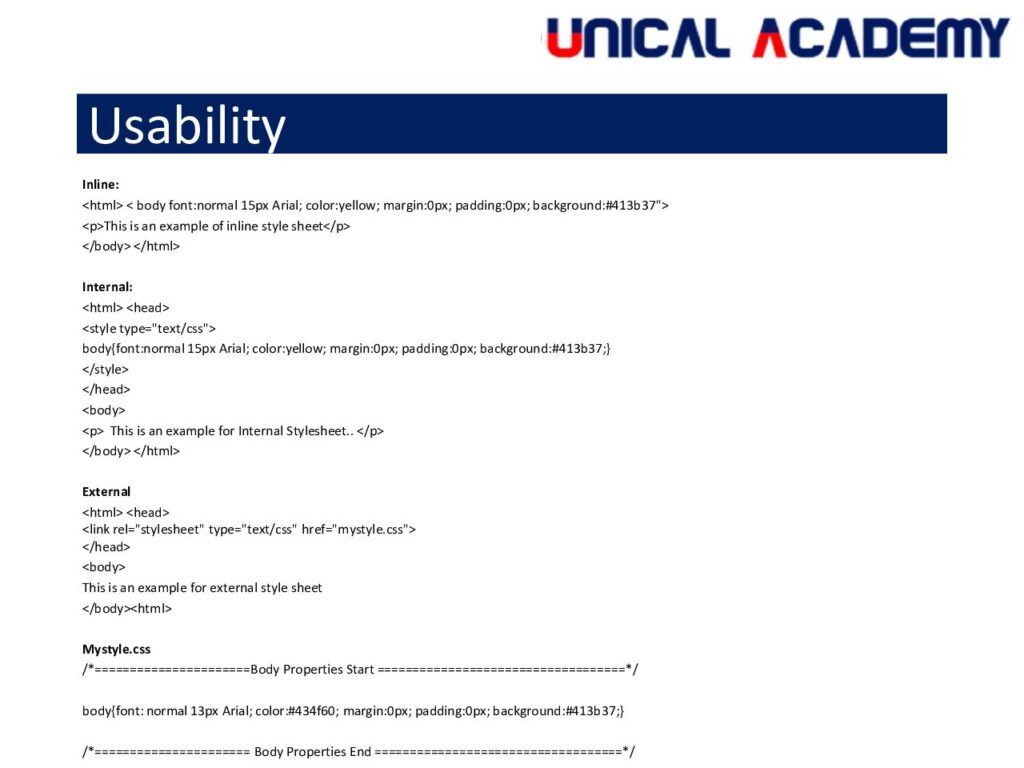 UNICAL ACADEMY
Usability
Inline:
<html> < body font:normal 15px Arial; color:yellow; margin:0px; padding:0px; background:#413b37">
<p>This is an example of inline style sheet</p>
</body> </html>
Internal:
<html> <head>
<style type="text/css">
body{font:normal 15px Arial; color:yellow; margin:0px; padding:0px; background:#413b37;}
</style>
</head>
<body>
<p>  This is an example for Internal Stylesheet.. </p>
</body> </html>
External
<html> <head>
<link rel="stylesheet" type="text/css" href="mystyle.css">
</head>
<body>
This is an example for external style sheet
</body><html>
Mystyle.css
/*======================Body Properties Start ===================================*/
body{font: normal 13px Arial; color:#434f60; margin:0px; padding:0px; background:#413b37;}
/*====================== Body Properties End ===================================*/